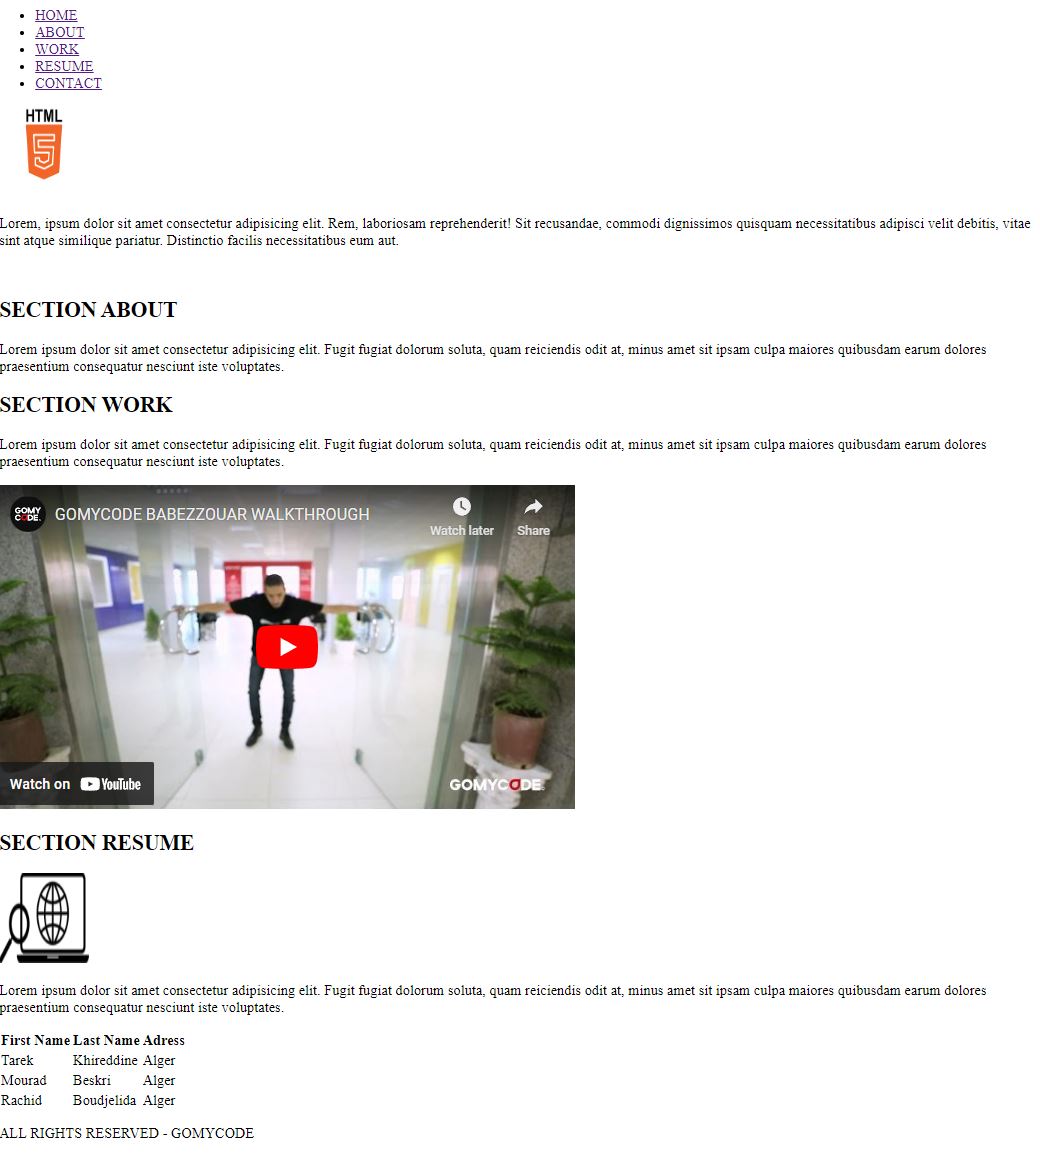 HOME
ABOUT
WORK
RESUME
CONTACT
HTML
5
Lorem, ipsum dolor sit amet consectetur adipisicing elit. Rem, laboriosam reprehenderit! Sit recusandae, commodi dignissimos quisquam necessitatibus adipisci velit debitis, vitae
sint atque similique pariatur. Distinctio facilis necessitatibus eum aut.
SECTION ABOUT
Lorem ipsum dolor sit amet consectetur adipisicing elit. Fugit fugiat dolorum soluta, quam reiciendis odit at, minus amet sit ipsam culpa maiores quibusdam earum dolores
praesentium consequatur nesciunt iste voluptates.
SECTION WORK
Lorem ipsum dolor sit amet consectetur adipisicing elit. Fugit fugiat dolorum soluta, quam reiciendis odit at, minus amet sit ipsam culpa maiores quibusdam earum dolores
praesentium consequatur nesciunt iste voluptates.
GOMY
CODE.
GOMYCODE BABEZZOUAR WALKTHROUGH
Watch later
Share
Watch on YouTube
GOMYCODE.
SECTION RESUME
Lorem ipsum dolor sit amet consectetur adipisicing elit. Fugit fugiat dolorum soluta, quam reiciendis odit at, minus amet sit ipsam culpa maiores quibusdam earum dolores
praesentium consequatur nesciunt iste voluptates.
First Name Last Name Adress
Tarek Khireddine Alger
Mourad Beskri Alger
Rachid Boudjelida Alger
ALL RIGHTS RESERVED - GOMYCODE